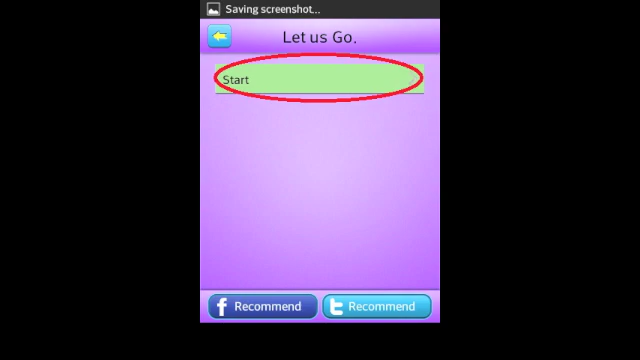 Saving screenshot...
Let us Go.
Start
Recommend
Recommend